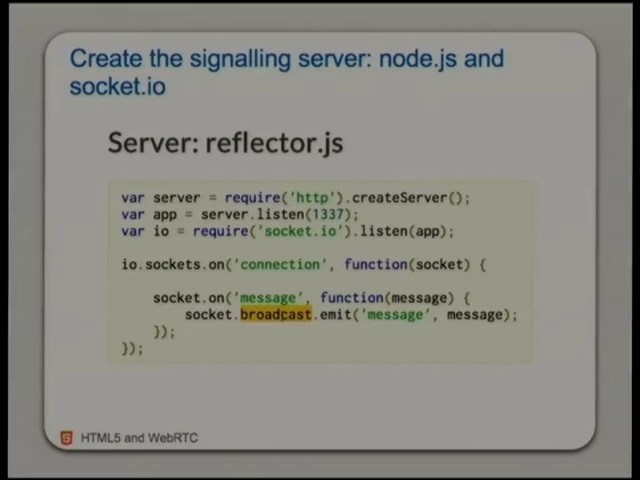 Create the signalling server: node.js and
socket.io
Server: reflector.js
var server = require('http').createServer();
var app = server.listen(1337);
var io = require('socket.io').listen(app);
io.sockets.on('connection', function(socket) {
socket.on('message', function(message) {
socket.broadcast.emit('message', message);
});
});
HTML5 and WebRTC